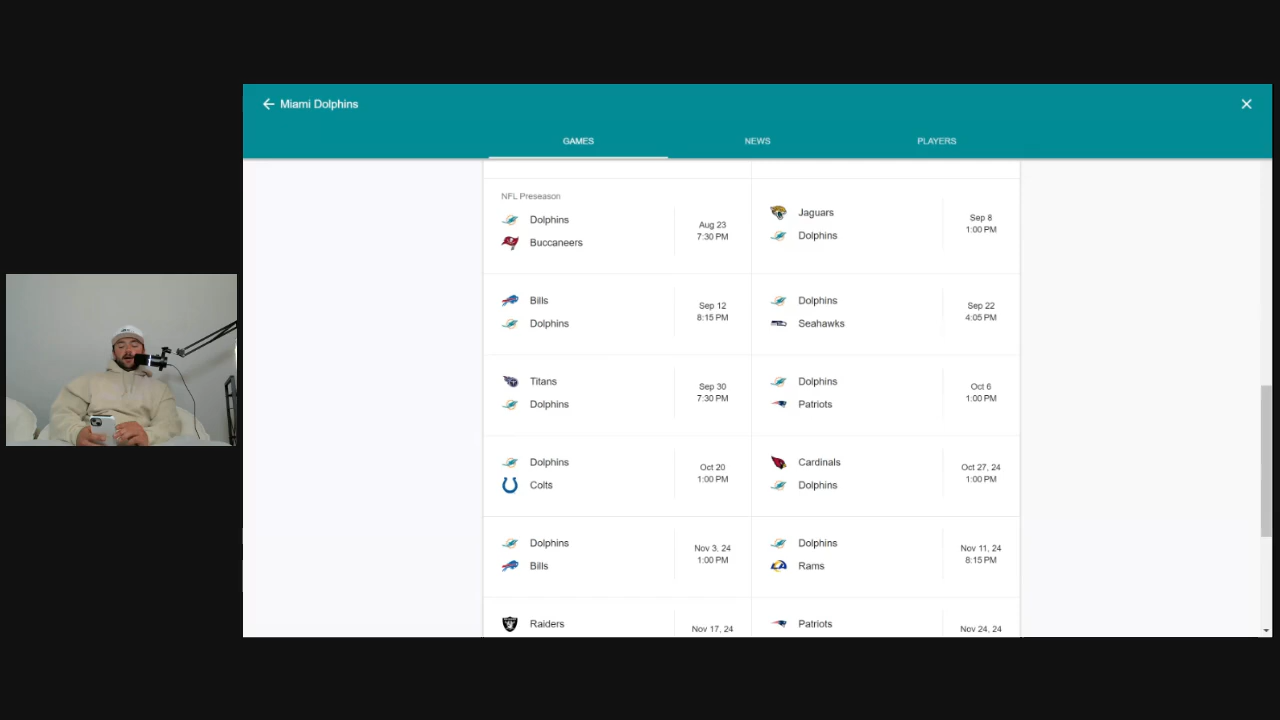 Miami Dolphins
GAMES
NEWS
PLAYERS
NFL Preseason
Dolphins
Buccaneers
Aug 23
7:30 PM
Jaguars
Dolphins
Sep 8
1:00 PM
Bills
Dolphins
Sep 12
8:15 PM
Dolphins
Seahawks
Sep 22
4:05 PM
Titans
Dolphins
Sep 30
7:30 PM
Dolphins
Patriots
Oct 6
1:00 PM
Dolphins
Colts
Oct 20
1:00 PM
Cardinals
Dolphins
Oct 27, 24
1:00 PM
Dolphins
Bills
Nov 3, 24
1:00 PM
Dolphins
Rams
Nov 11, 24
8:15 PM
Raiders
Nov 17, 24
Patriots
Nov 24, 24